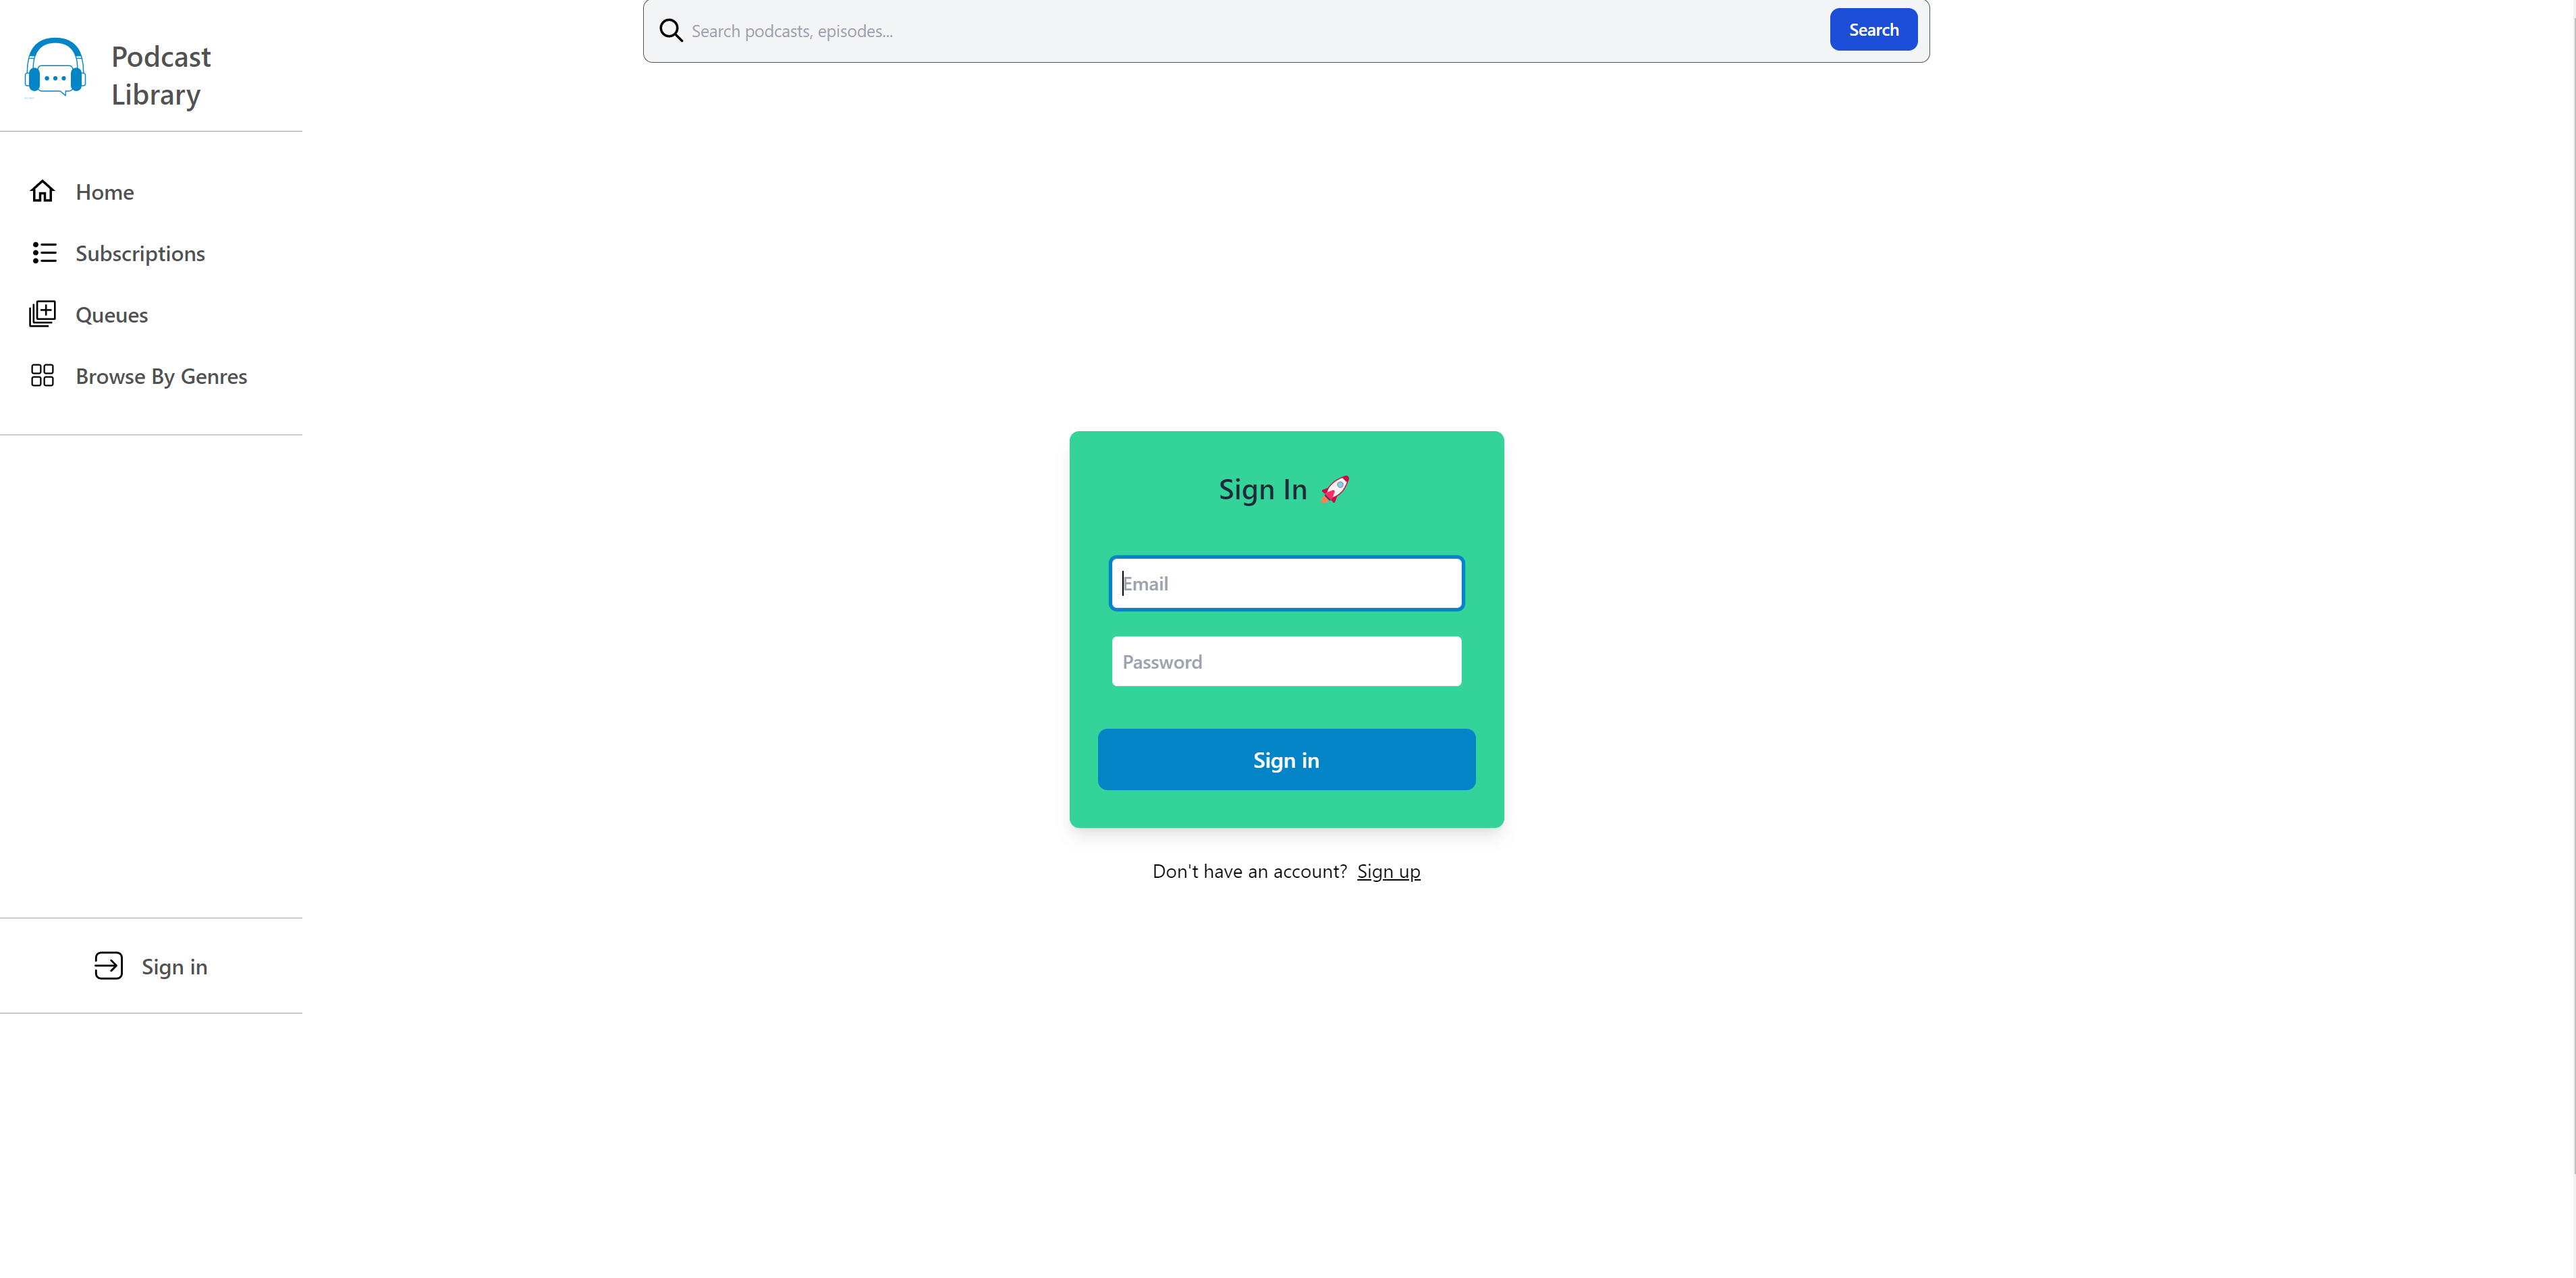 Podcast
Library
Search podcasts, episodes...
Search
Home
Subscriptions
Queues
Browse By Genres
Sign In 🚀
Email
Password
Sign in
Don't have an account? Sign up
Sign in